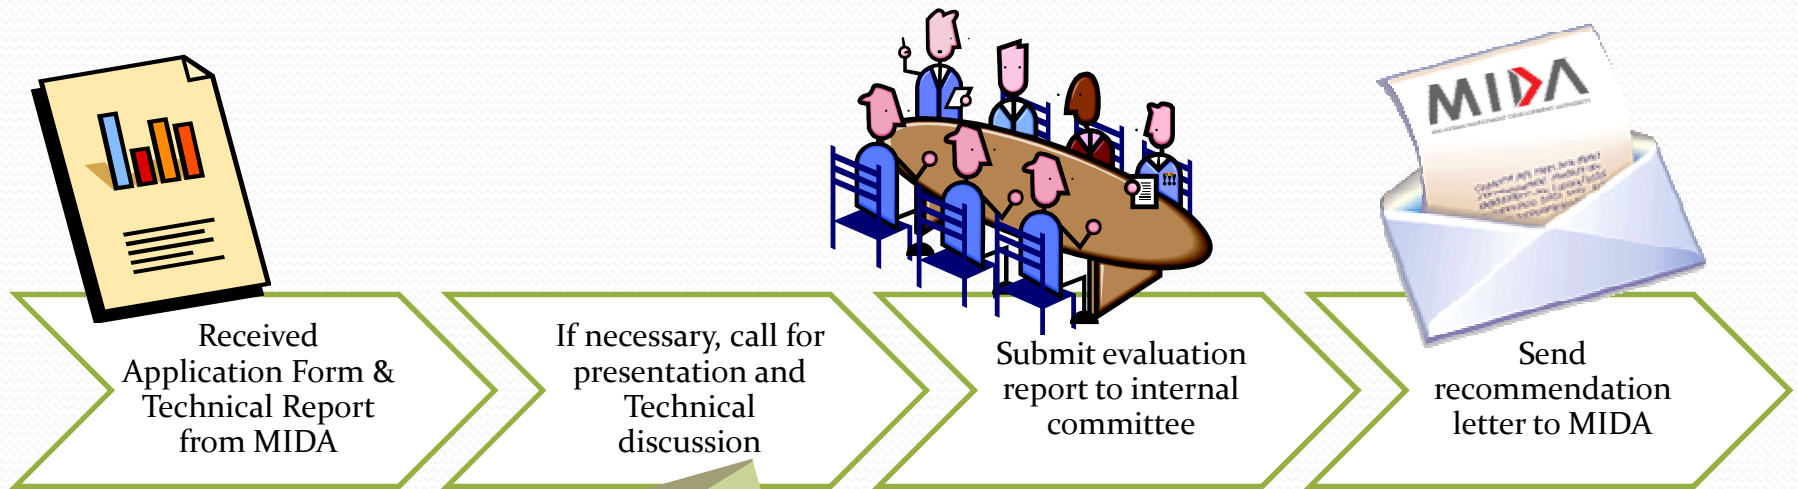 MIDA
Received
Application Form &
Technical Report
from MIDA
If necessary, call for
presentation and
Technical
discussion
Submit evaluation
report to internal
committee
Send
recommendation
letter to MIDA